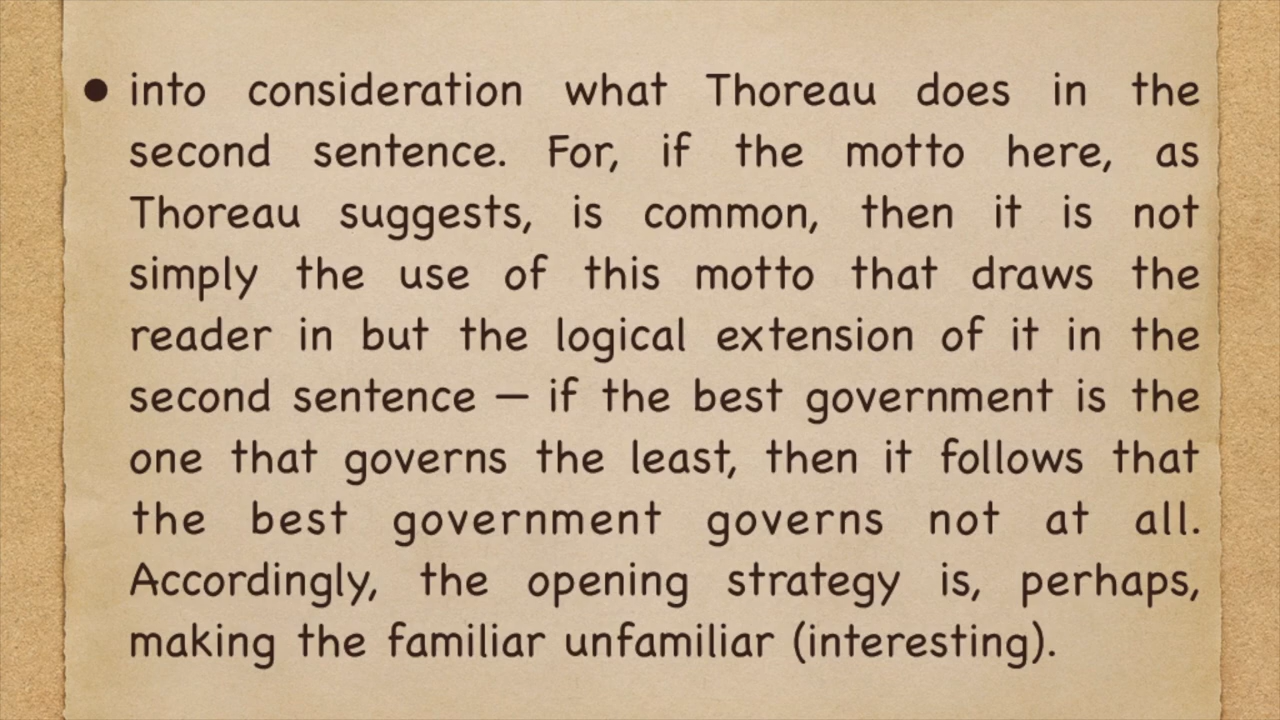 • into consideration what Thoreau does in the
second sentence. For, if the motto here, as
Thoreau suggests, is common, then it is not
simply the use of this motto that draws the
reader in but the logical extension of it in the
second sentence — if the best government is the
one that governs the least, then it follows that
the best government governs not at all.
Accordingly, the opening strategy is, perhaps,
making the familiar unfamiliar (interesting).